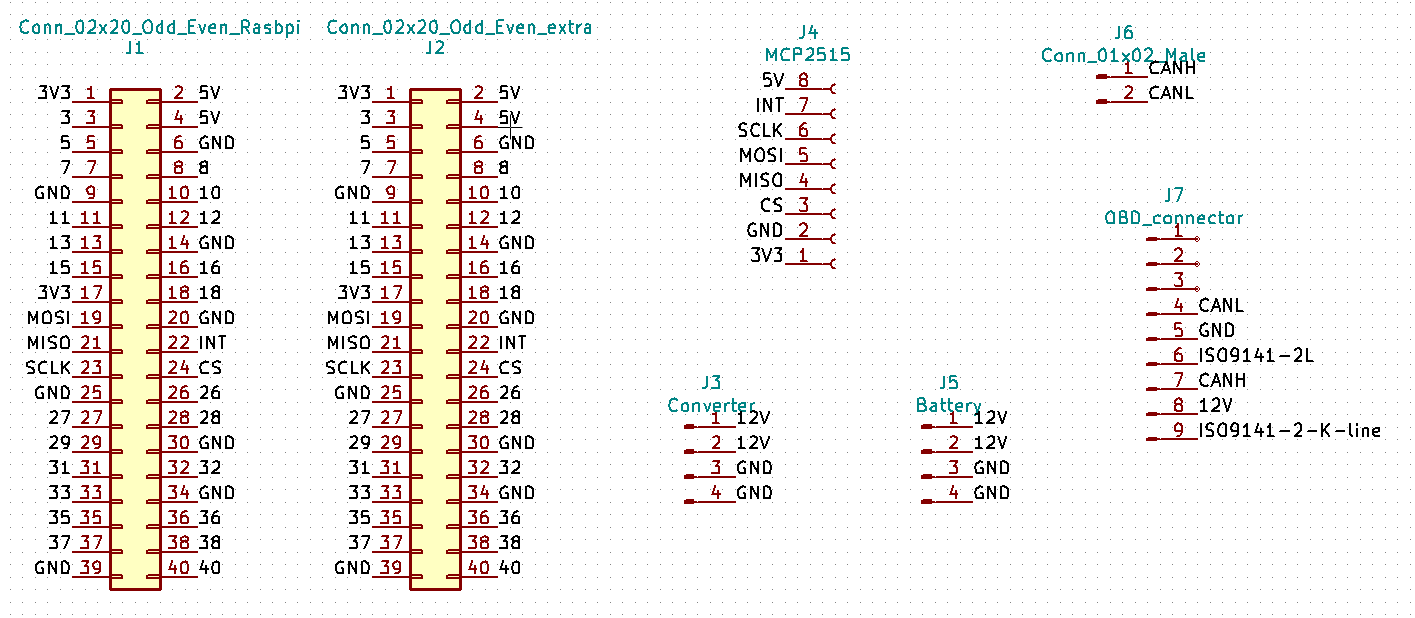 Conn_02x20_Odd_Even_Rasbpi
J1
3V3 1 2 5V
3 3 4 5V
5 5 6 GND
7 7 8 8
GND 9 10 10
11 11 12 12
13 13 14 GND
15 15 16 16
3V3 17 18 18
MOSI 19 20 GND
MISO 21 22 INT
SCLK 23 24 CS
GND 25 26 26
27 27 28 28
29 29 30 GND
31 31 32 32
33 33 34 GND
35 35 36 36
37 37 38 38
GND 39 40 40
Conn_02x20_Odd_Even_extra
J2
3V3 1 2 5V
3 3 4 5V
5 5 6 GND
7 7 8 8
GND 9 10 10
11 11 12 12
13 13 14 GND
15 15 16 16
3V3 17 18 18
MOSI 19 20 GND
MISO 21 22 INT
SCLK 23 24 CS
GND 25 26 26
27 27 28 28
29 29 30 GND
31 31 32 32
33 33 34 GND
35 35 36 36
37 37 38 38
GND 39 40 40
J4
MCP2515
5V 8
INT 7
SCLK 6
MOSI 5
MISO 4
CS 3
GND 2
3V3 1
J6
Conn_01x02_Male
1 CANH
2 CANL
J7
OBD_connector
1
2
3
4 CANL
5 GND
6 ISO9141-2L
7 CANH
8 12V
9 ISO9141-2-K-line
J3
Converter
1 12V
2 12V
3 GND
4 GND
J5
Battery
1 12V
2 12V
3 GND
4 GND